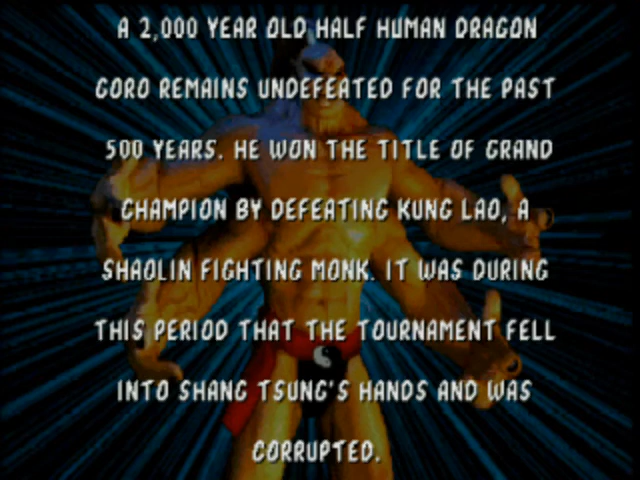 A 2,000 YEAR OLD HALF HUMAN DRAGON
GORO REMAINS UNDEFEATED FOR THE PAST
500 YEARS. HE WON THE TITLE OF GRAND
CHAMPION BY DEFEATING KUNG LAO, A
SHAOLIN FIGHTING MONK. IT WAS DURING
THIS PERIOD THAT THE TOURNAMENT FELL
INTO SHANG TSUNG'S HANDS AND WAS
CORRUPTED.